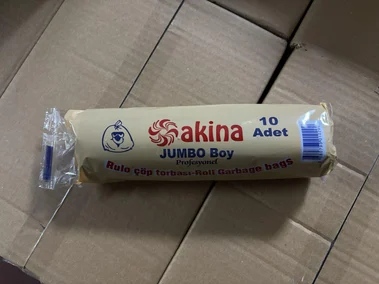 akina
10
Adet
JUMBO Boy
Profesyonel
Rulo çöp torbası-Roll Garbage bags